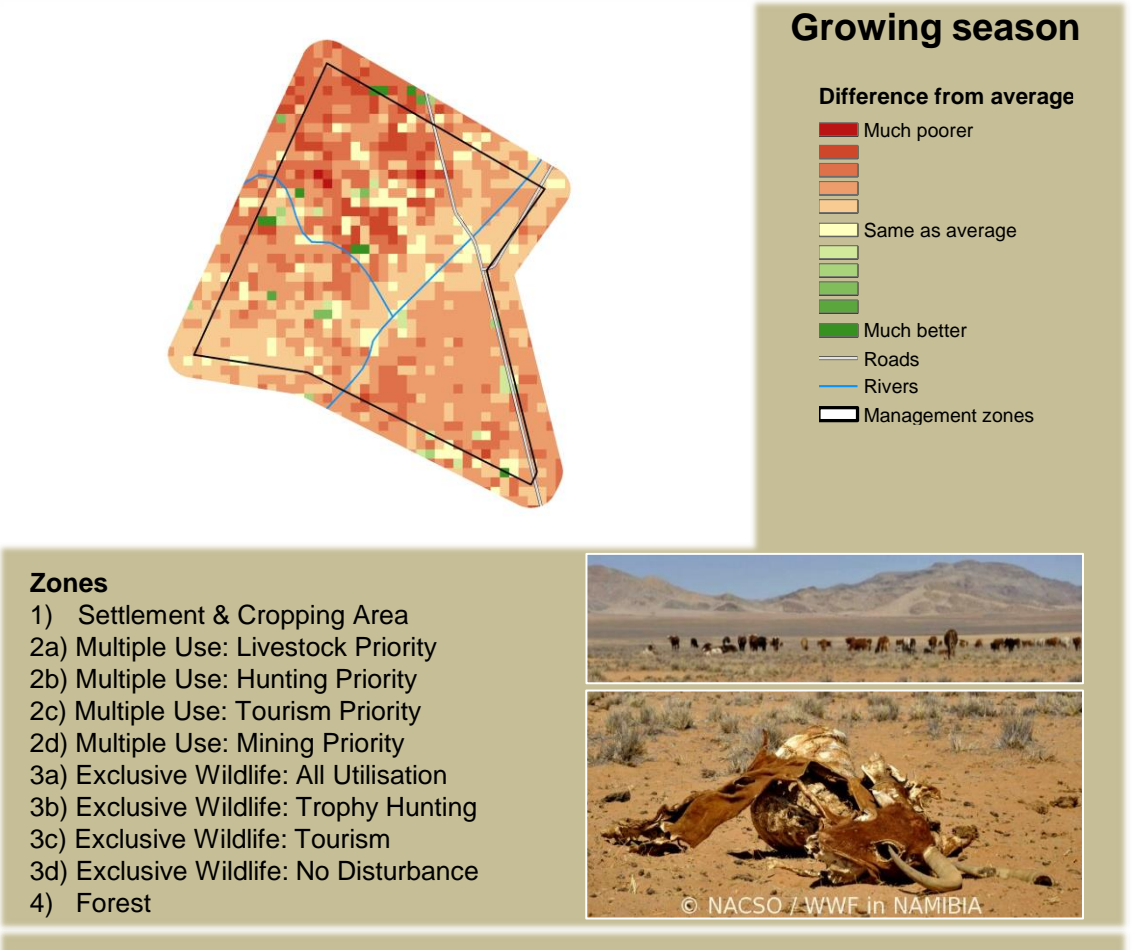 Growing season
Difference from average
Much poorer
Same as average
Much better
Roads
Rivers
Management zones
Zones
1) Settlement & Cropping Area
2a) Multiple Use: Livestock Priority
2b) Multiple Use: Hunting Priority
2c) Multiple Use: Tourism Priority
2d) Multiple Use: Mining Priority
3a) Exclusive Wildlife: All Utilisation
3b) Exclusive Wildlife: Trophy Hunting
3c) Exclusive Wildlife: Tourism
3d) Exclusive Wildlife: No Disturbance
4) Forest
© NACSO / WWF in NAMIBIA